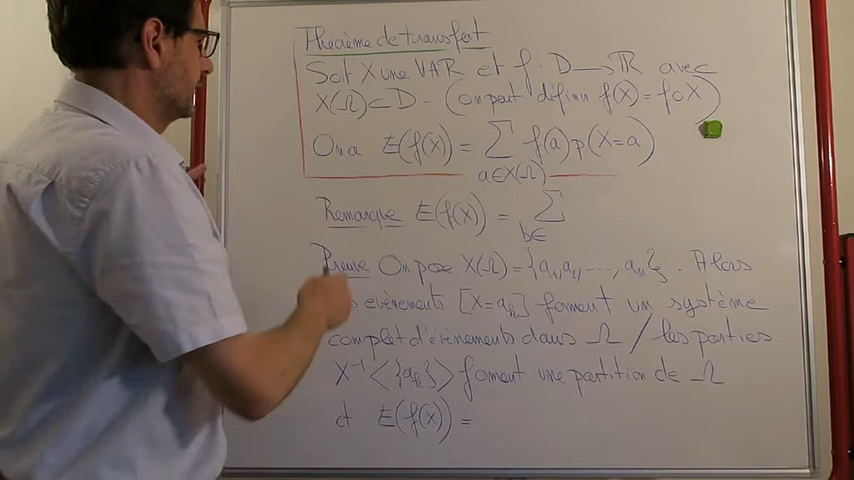 Théorème de transfert
Soit X une VAR et f. D → ℝ avec
X(Ω) ⊂ D - (on peut définir f(X) = f∘X)
On a 𝔼(f(X)) = ∑ f(a) p(X=a)
a∈X(Ω)
Remarque 𝔼(f(X)) = ∑
b∈
Preuve On pose X(Ω) = {a₁, a₂, ..., aₙ}. Alors
évènements [X=aₖ] forment un système
complet d'évènements dans Ω / les parties
X⁻¹<{aₖ}> forment une partition de Ω
et 𝔼(f(X)) =